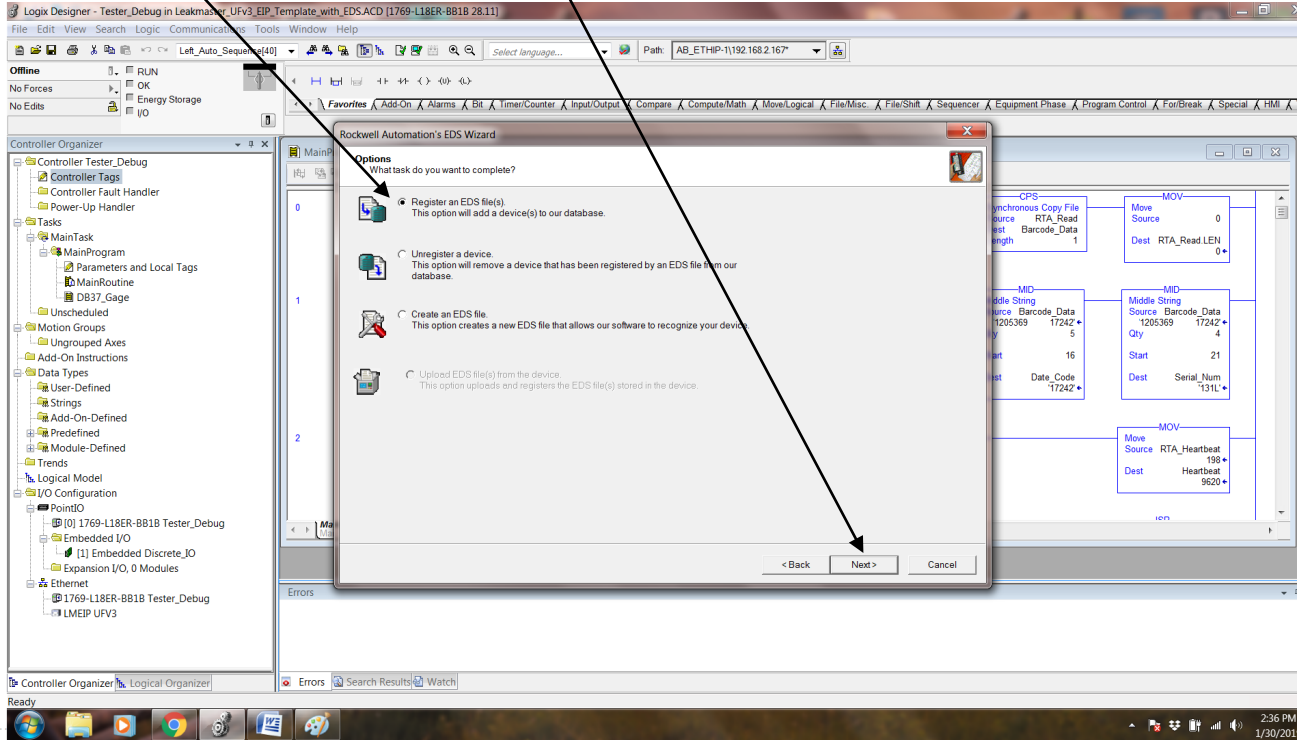 Logix Designer - Tester_Debug in Leakmaster_UFv3_EIP_Template_with_EDS.ACD [1769-L18ER-BB1B 28.11]
File Edit View Search Logic Communications Tools Window Help
Left_Auto_Sequence[40]
Select language...
Path: AB_ETHIP-1\192.168.2.167*
Offline
RUN
No Forces
OK
Energy Storage
No Edits
I/O
Favorites Add-On Alarms Bit Timer/Counter Input/Output Compare Compute/Math Move/Logical File/Misc. File/Shift Sequencer Equipment Phase Program Control For/Break Special HMI
Controller Organizer
Controller Tester_Debug
Controller Tags
Controller Fault Handler
Power-Up Handler
Tasks
MainTask
MainProgram
Parameters and Local Tags
MainRoutine
DB37_Gage
Unscheduled
Motion Groups
Ungrouped Axes
Add-On Instructions
Data Types
User-Defined
Strings
Add-On-Defined
Predefined
Module-Defined
Trends
Logical Model
I/O Configuration
PointIO
[0] 1769-L18ER-BB1B Tester_Debug
Embedded I/O
[1] Embedded Discrete_IO
Expansion I/O, 0 Modules
Ethernet
1769-L18ER-BB1B Tester_Debug
LMEIP UFV3
Controller Organizer Logical Organizer
MainP
0
1
2
Rockwell Automation's EDS Wizard
Options
What task do you want to complete?
Register an EDS file(s).
This option will add a device(s) to our database.
Unregister a device.
This option will remove a device that has been registered by an EDS file from our
database.
Create an EDS file.
This option creates a new EDS file that allows our software to recognize your device.
Upload EDS file(s) from the device.
This option uploads and registers the EDS file(s) stored in the device.
<Back Next> Cancel
CPS
ynchronous Copy File
ource RTA_Read
est Barcode_Data
ength 1
MOV
Move
Source 0
Dest RTA_Read.LEN
0
MID
iddle String
ource Barcode_Data
'1205369 17242'
y 5
art 16
est Date_Code
'17242'
MID
Middle String
Source Barcode_Data
'1205369 17242'
Qty 4
Start 21
Dest Serial_Num
'131L'
MOV
Move
Source RTA_Heartbeat
198
Dest Heartbeat
9620
Errors
Errors Search Results Watch
Ready
2:36 PM
1/30/201